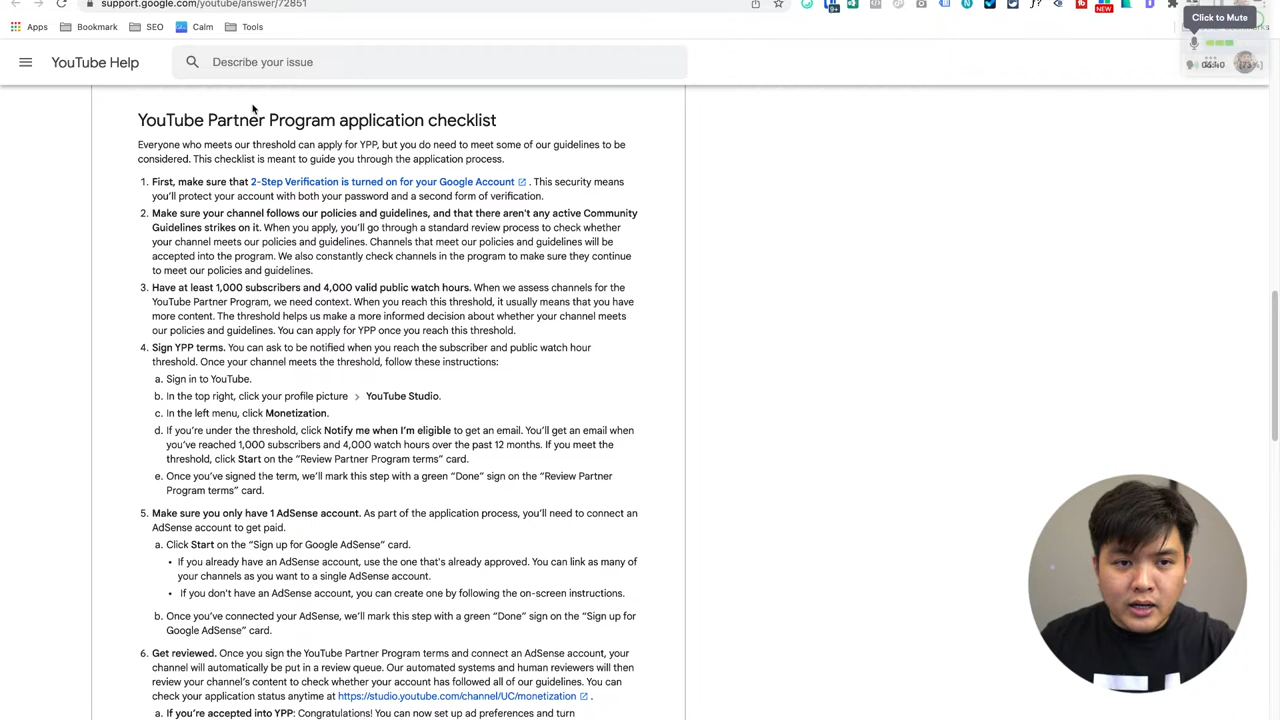 support.google.com/youtube/answer/72851
Apps
Bookmark
SEO
Calm
Tools
NEW
Click to Mute
YouTube Help
Describe your issue
YouTube Partner Program application checklist
Everyone who meets our threshold can apply for YPP, but you do need to meet some of our guidelines to be
considered. This checklist is meant to guide you through the application process.
1. First, make sure that 2-Step Verification is turned on for your Google Account . This security means
you'll protect your account with both your password and a second form of verification.
2. Make sure your channel follows our policies and guidelines, and that there aren't any active Community
Guidelines strikes on it. When you apply, you'll go through a standard review process to check whether
your channel meets our policies and guidelines. Channels that meet our policies and guidelines will be
accepted into the program. We also constantly check channels in the program to make sure they continue
to meet our policies and guidelines.
3. Have at least 1,000 subscribers and 4,000 valid public watch hours. When we assess channels for the
YouTube Partner Program, we need context. When you reach this threshold, it usually means that you have
more content. The threshold helps us make a more informed decision about whether your channel meets
our policies and guidelines. You can apply for YPP once you reach this threshold.
4. Sign YPP terms. You can ask to be notified when you reach the subscriber and public watch hour
threshold. Once your channel meets the threshold, follow these instructions:
a. Sign in to YouTube.
b. In the top right, click your profile picture > YouTube Studio.
c. In the left menu, click Monetization.
d. If you're under the threshold, click Notify me when I'm eligible to get an email. You'll get an email when
you've reached 1,000 subscribers and 4,000 watch hours over the past 12 months. If you meet the
threshold, click Start on the "Review Partner Program terms" card.
e. Once you've signed the term, we'll mark this step with a green "Done" sign on the "Review Partner
Program terms" card.
5. Make sure you only have 1 AdSense account. As part of the application process, you'll need to connect an
AdSense account to get paid.
a. Click Start on the "Sign up for Google AdSense" card.
• If you already have an AdSense account, use the one that's already approved. You can link as many of
your channels as you want to a single AdSense account.
• If you don't have an AdSense account, you can create one by following the on-screen instructions.
b. Once you've connected your AdSense, we'll mark this step with a green "Done" sign on the "Sign up for
Google AdSense" card.
6. Get reviewed. Once you sign the YouTube Partner Program terms and connect an AdSense account, your
channel will automatically be put in a review queue. Our automated systems and human reviewers will then
review your channel's content to check whether your account has followed all of our guidelines. You can
check your application status anytime at https://studio.youtube.com/channel/UC/monetization .
a. If you're accepted into YPP: Congratulations! You can now set up ad preferences and turn